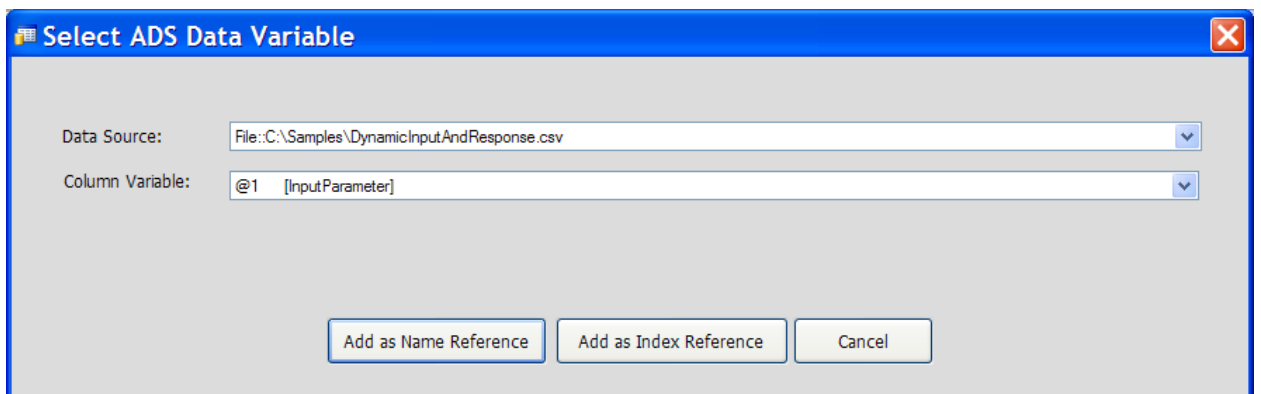 Select ADS Data Variable
Data Source: File::C:\Samples\DynamicInputAndResponse.csv
Column Variable: @1 [InputParameter]
Add as Name Reference Add as Index Reference Cancel